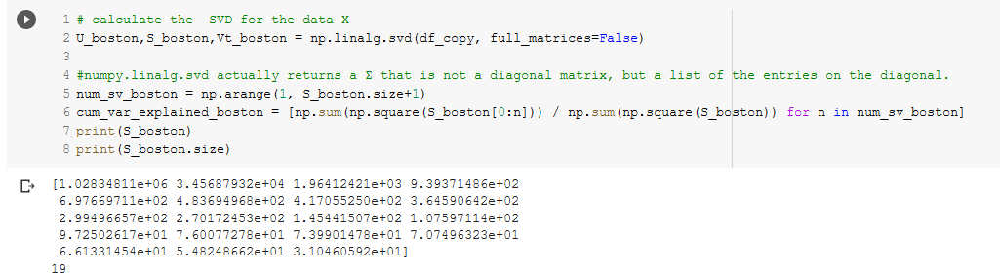 1 # calculate the  SVD for the data X
2 U_boston,S_boston,Vt_boston = np.linalg.svd(df_copy, full_matrices=False)
3
4 #numpy.linalg.svd actually returns a Σ that is not a diagonal matrix, but a list of the entries on the diagonal.
5 num_sv_boston = np.arange(1, S_boston.size+1)
6 cum_var_explained_boston = [np.sum(np.square(S_boston[0:n])) / np.sum(np.square(S_boston)) for n in num_sv_boston]
7 print(S_boston)
8 print(S_boston.size)
[1.02834811e+06 3.45687932e+04 1.96412421e+03 9.39371486e+02
6.97669711e+02 4.83694968e+02 4.17055250e+02 3.64590642e+02
2.99496657e+02 2.70172453e+02 1.45441507e+02 1.07597114e+02
9.72502617e+01 7.60077278e+01 7.39901478e+01 7.07496323e+01
6.61331454e+01 5.48248662e+01 3.10460592e+01]
19